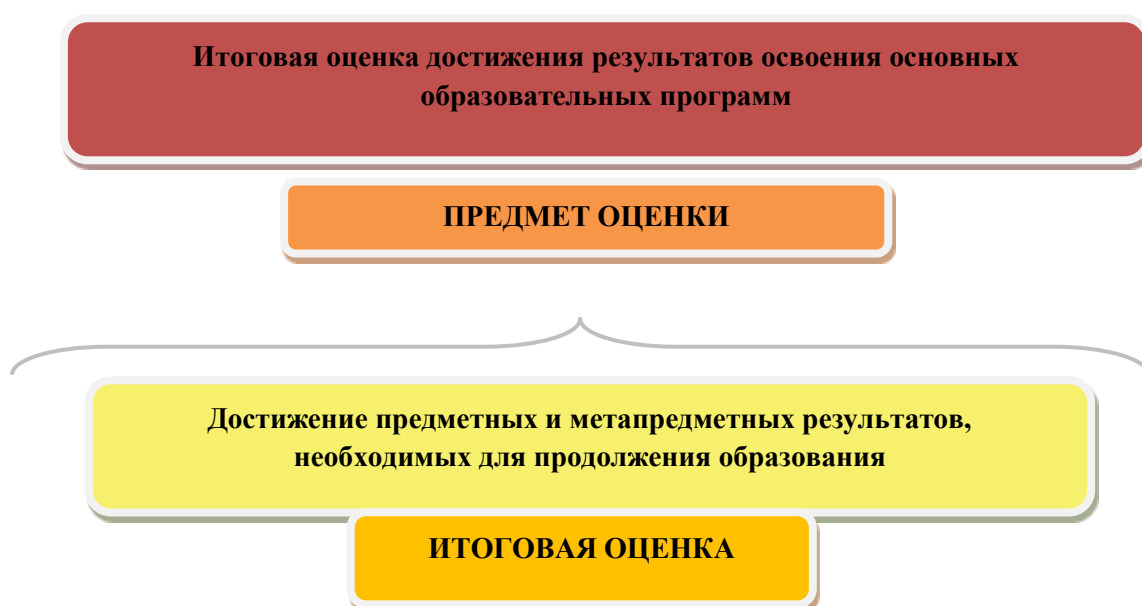 Итоговая оценка достижения результатов освоения основных
образовательных программ
ПРЕДМЕТ ОЦЕНКИ
Достижение предметных и метапредметных результатов,
необходимых для продолжения образования
ИТОГОВАЯ ОЦЕНКА